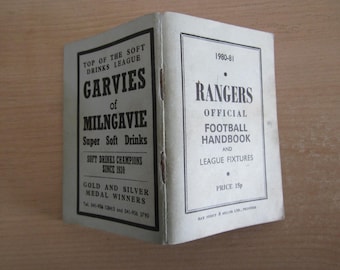 TOP OF THE SOFT
DRINKS LEAGUE
GARVIES
of
MILNGAVIE
Super Soft Drinks
SOFT DRINKS CHAMPIONS
SINCE 1920
GOLD AND SILVER
MEDAL WINNERS
1980-81
RANGERS
OFFICIAL
FOOTBALL
HANDBOOK
AND
LEAGUE FIXTURES
PRICE 15p